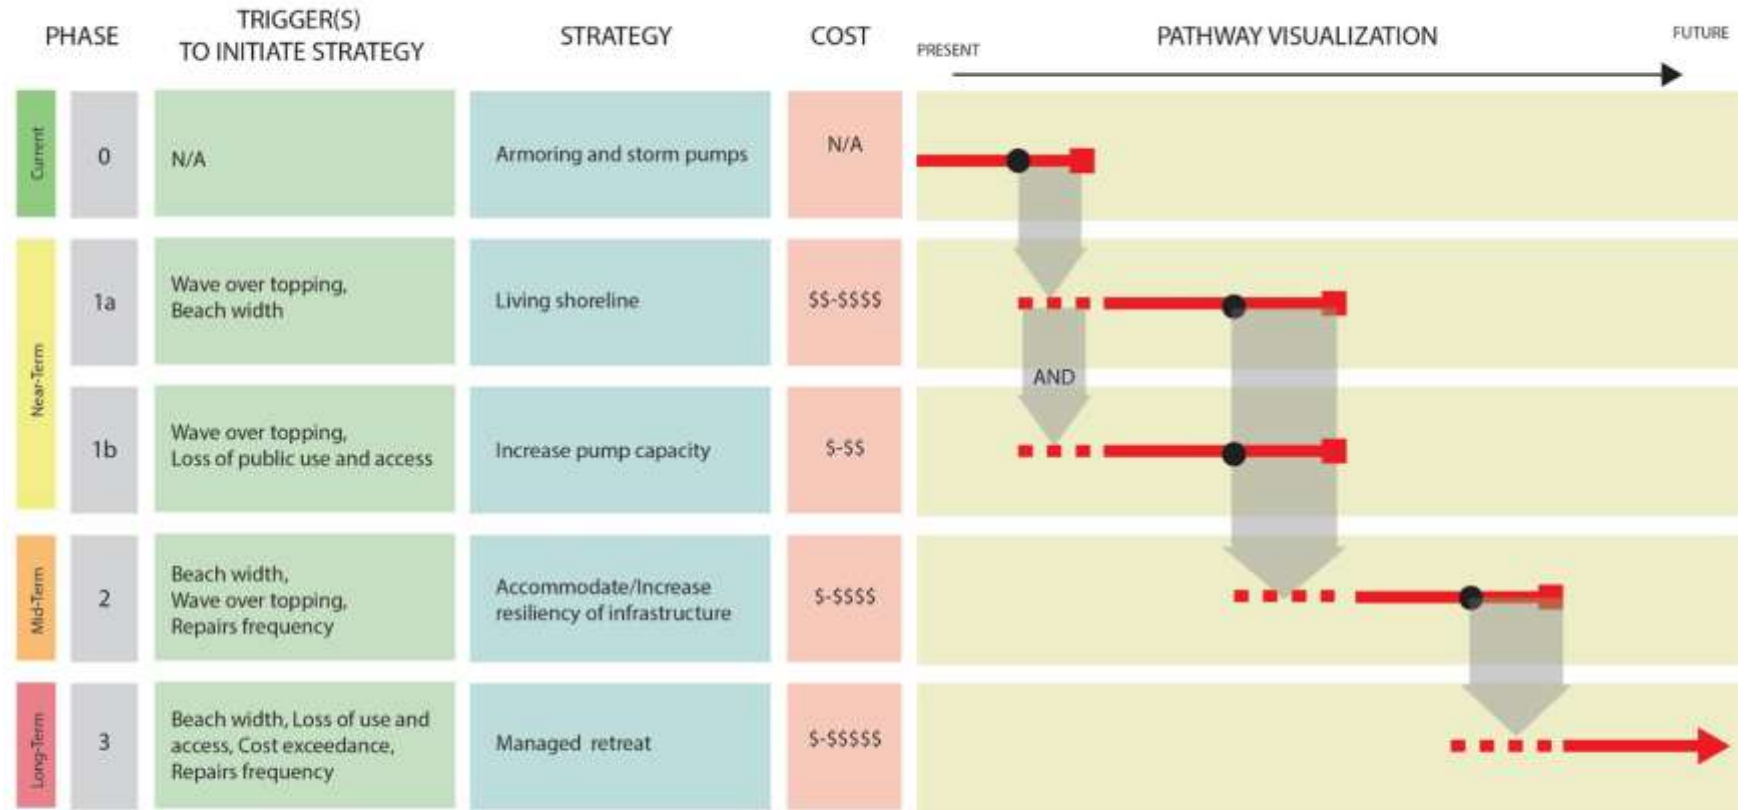 PHASE
TRIGGER(S)
TO INITIATE STRATEGY
STRATEGY
COST
PRESENT
PATHWAY VISUALIZATION
FUTURE
Current
0
N/A
Armoring and storm pumps
N/A
Near-Term
1a
Wave over topping,
Beach width
Living shoreline
$$-$$$$
AND
1b
Wave over topping,
Loss of public use and access
Increase pump capacity
$-$$
Mid-Term
2
Beach width,
Wave over topping,
Repairs frequency
Accommodate/Increase
resiliency of infrastructure
$-$$$$
Long-Term
3
Beach width, Loss of use and
access, Cost exceedance,
Repairs frequency
Managed retreat
$-$$$$$